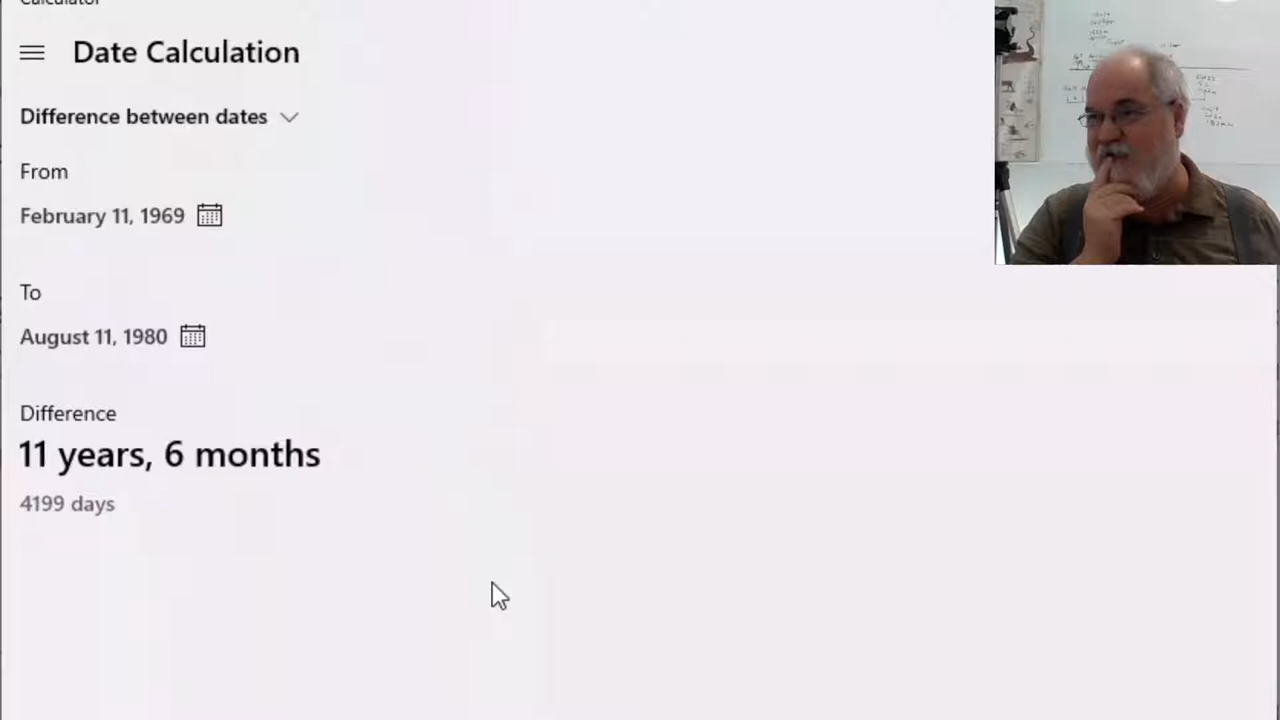 Calculator
Date Calculation
Difference between dates
From
February 11, 1969
To
August 11, 1980
Difference
11 years, 6 months
4199 days